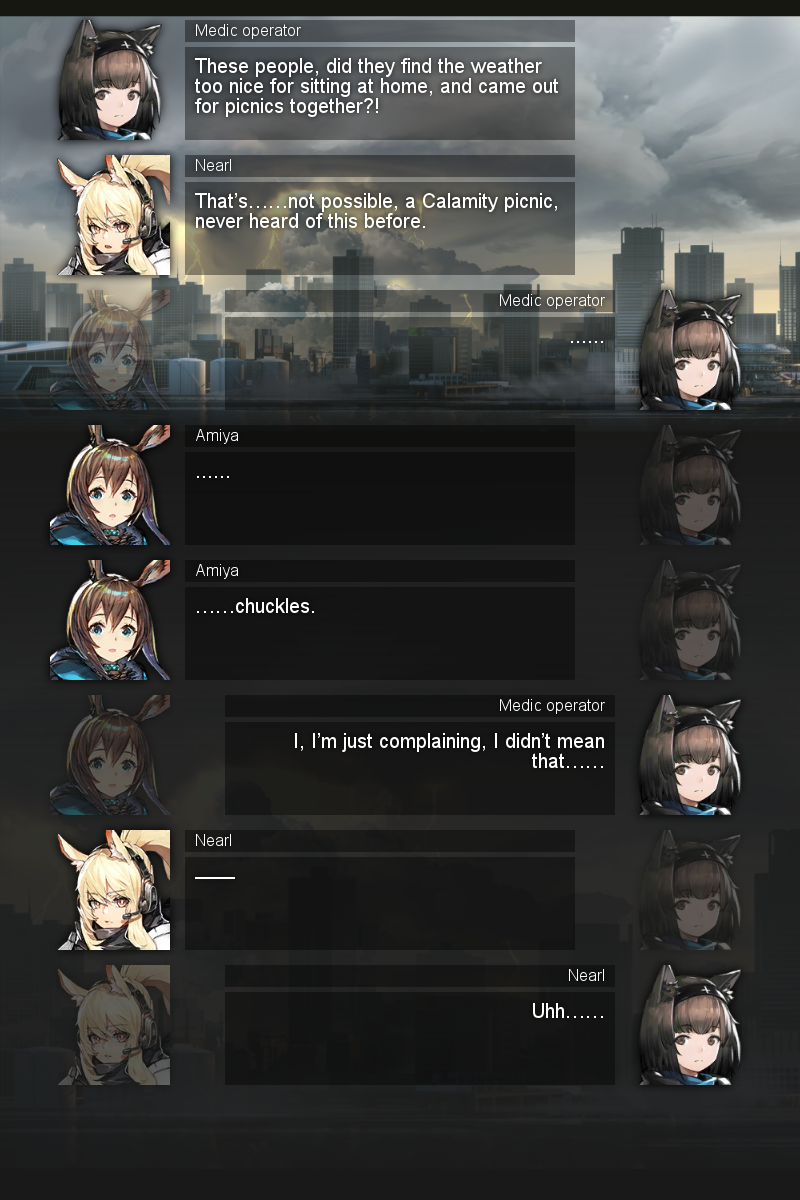 Medic operator
These people, did they find the weather
too nice for sitting at home, and came out
for picnics together?!
Nearl
That's……not possible, a Calamity picnic,
never heard of this before.
Medic operator
……
Amiya
……
Amiya
……chuckles.
Medic operator
I, I'm just complaining, I didn't mean
that……
Nearl
——
Nearl
Uhh……